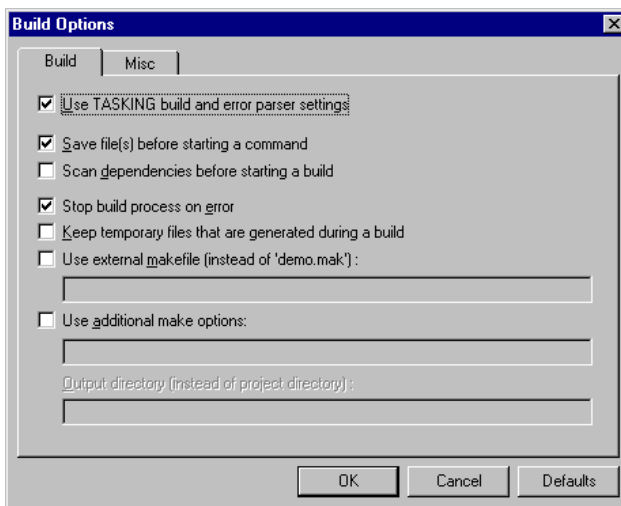 Build Options
Build
Misc
Use TASKING build and error parser settings
Save file(s) before starting a command
Scan dependencies before starting a build
Stop build process on error
Keep temporary files that are generated during a build
Use external makefile (instead of 'demo.mak') :
Use additional make options:
Output directory (instead of project directory) :
OK
Cancel
Defaults